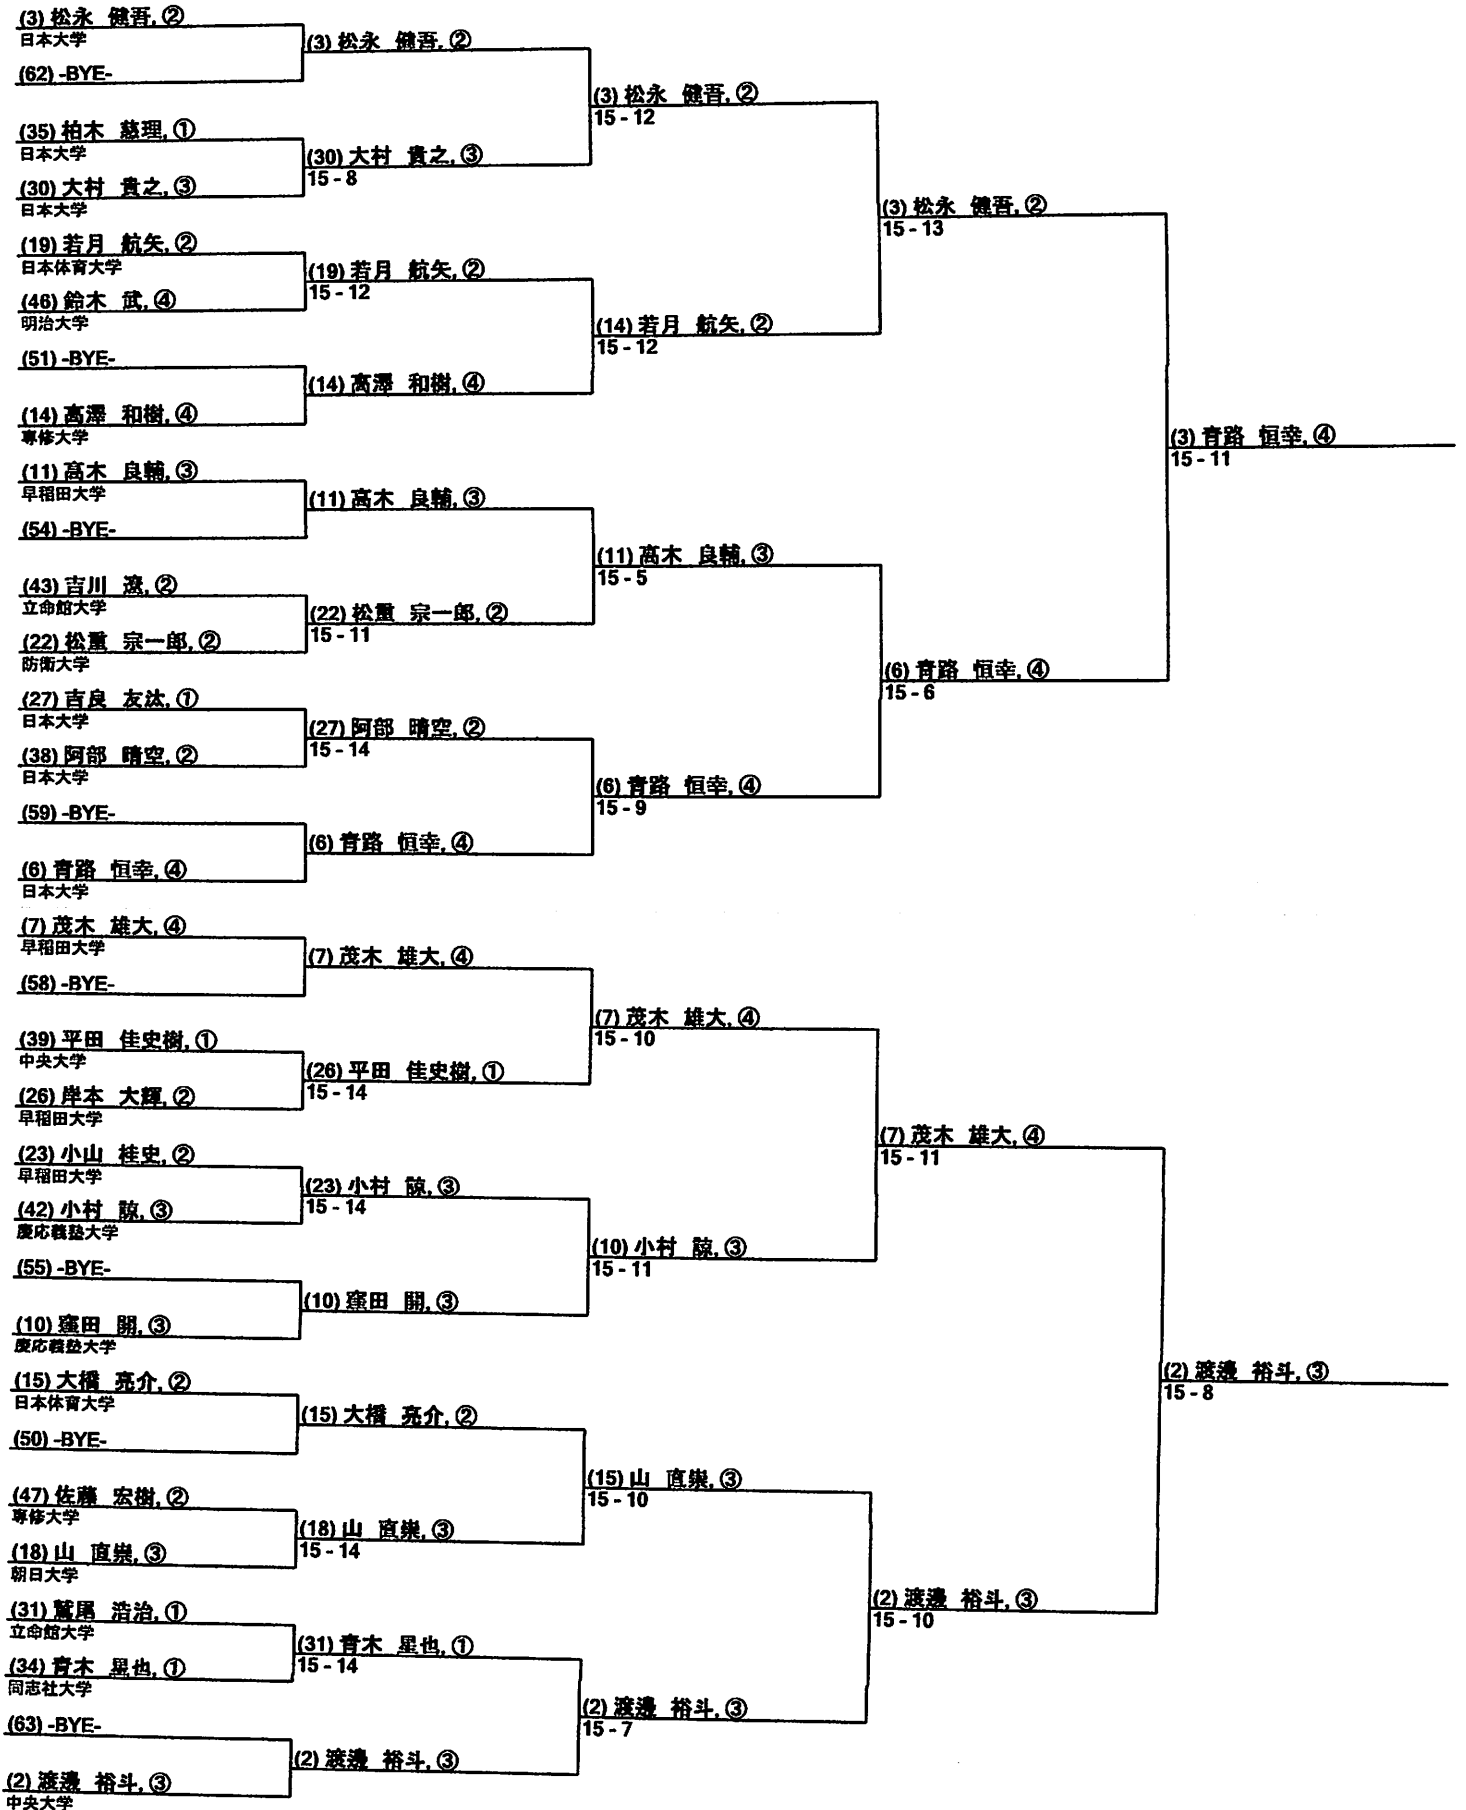 (3) 松永 健吾, ②
日本大学
(3) 松永 健吾, ②
(62) -BYE-
(3) 松永 健吾, ②
15 - 12
(35) 柏木 慈理, ①
日本大学
(30) 大村 貴之, ③
15 - 8
(30) 大村 貴之, ③
日本大学
(3) 松永 健吾, ②
15 - 13
(19) 若月 航矢, ②
日本体育大学
(19) 若月 航矢, ②
15 - 12
(46) 鈴木 武, ④
明治大学
(14) 若月 航矢, ②
15 - 12
(51) -BYE-
(14) 髙澤 和樹, ④
(14) 髙澤 和樹, ④
専修大学
(3) 青路 恒幸, ④
15 - 11
(11) 髙木 良輔, ③
早稲田大学
(11) 髙木 良輔, ③
(54) -BYE-
(11) 髙木 良輔, ③
15 - 5
(43) 吉川 遼, ②
立命館大学
(22) 松重 宗一郎, ②
15 - 11
(22) 松重 宗一郎, ②
防衛大学
(6) 青路 恒幸, ④
15 - 6
(27) 吉良 友汰, ①
日本大学
(27) 阿部 晴空, ②
15 - 14
(38) 阿部 晴空, ②
日本大学
(6) 青路 恒幸, ④
15 - 9
(59) -BYE-
(6) 青路 恒幸, ④
(6) 青路 恒幸, ④
日本大学
(7) 茂木 雄大, ④
早稲田大学
(7) 茂木 雄大, ④
(58) -BYE-
(7) 茂木 雄大, ④
15 - 10
(39) 平田 佳史樹, ①
中央大学
(26) 平田 佳史樹, ①
15 - 14
(26) 岸本 大輝, ②
早稲田大学
(7) 茂木 雄大, ④
15 - 11
(23) 小山 桂史, ②
早稲田大学
(23) 小村 諒, ③
15 - 14
(42) 小村 諒, ③
慶応義塾大学
(10) 小村 諒, ③
15 - 11
(55) -BYE-
(10) 窪田 開, ③
(10) 窪田 開, ③
慶応義塾大学
(2) 渡邊 裕斗, ③
15 - 8
(15) 大橋 亮介, ②
日本体育大学
(15) 大橋 亮介, ②
(50) -BYE-
(15) 山 直崇, ③
15 - 10
(47) 佐藤 宏樹, ②
専修大学
(18) 山 直崇, ③
15 - 14
(18) 山 直崇, ③
朝日大学
(2) 渡邊 裕斗, ③
15 - 10
(31) 鷲尾 浩治, ①
立命館大学
(31) 青木 星也, ①
15 - 14
(34) 青木 星也, ①
同志社大学
(2) 渡邊 裕斗, ③
15 - 7
(63) -BYE-
(2) 渡邊 裕斗, ③
(2) 渡邊 裕斗, ③
中央大学